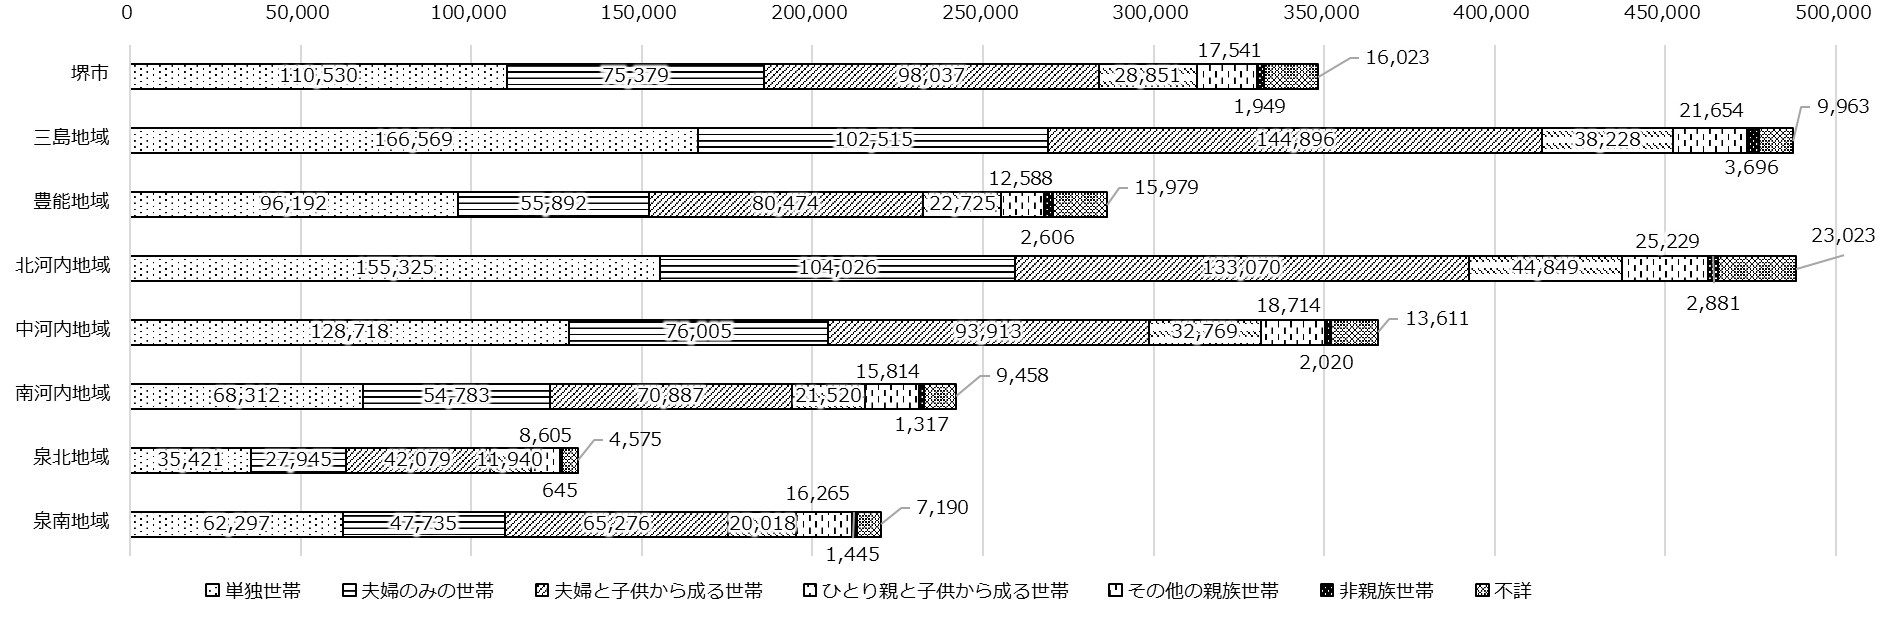 0 50,000 100,000 150,000 200,000 250,000 300,000 350,000 400,000 450,000 500,000
堺市 110,530 75,379 98,037 28,851 17,541 1,949 16,023
三島地域 166,569 102,515 144,896 38,228 21,654 3,696 9,963
豊能地域 96,192 55,892 80,474 22,725 12,588 2,606 15,979
北河内地域 155,325 104,026 133,070 44,849 25,229 2,881 23,023
中河内地域 128,718 76,005 93,913 32,769 18,714 2,020 13,611
南河内地域 68,312 54,783 70,887 21,520 15,814 1,317 9,458
泉北地域 35,421 27,945 42,079 11,940 8,605 645 4,575
泉南地域 62,297 47,735 65,276 20,018 16,265 1,445 7,190
単独世帯 夫婦のみの世帯 夫婦と子供から成る世帯 ひとり親と子供から成る世帯 その他の親族世帯 非親族世帯 不詳